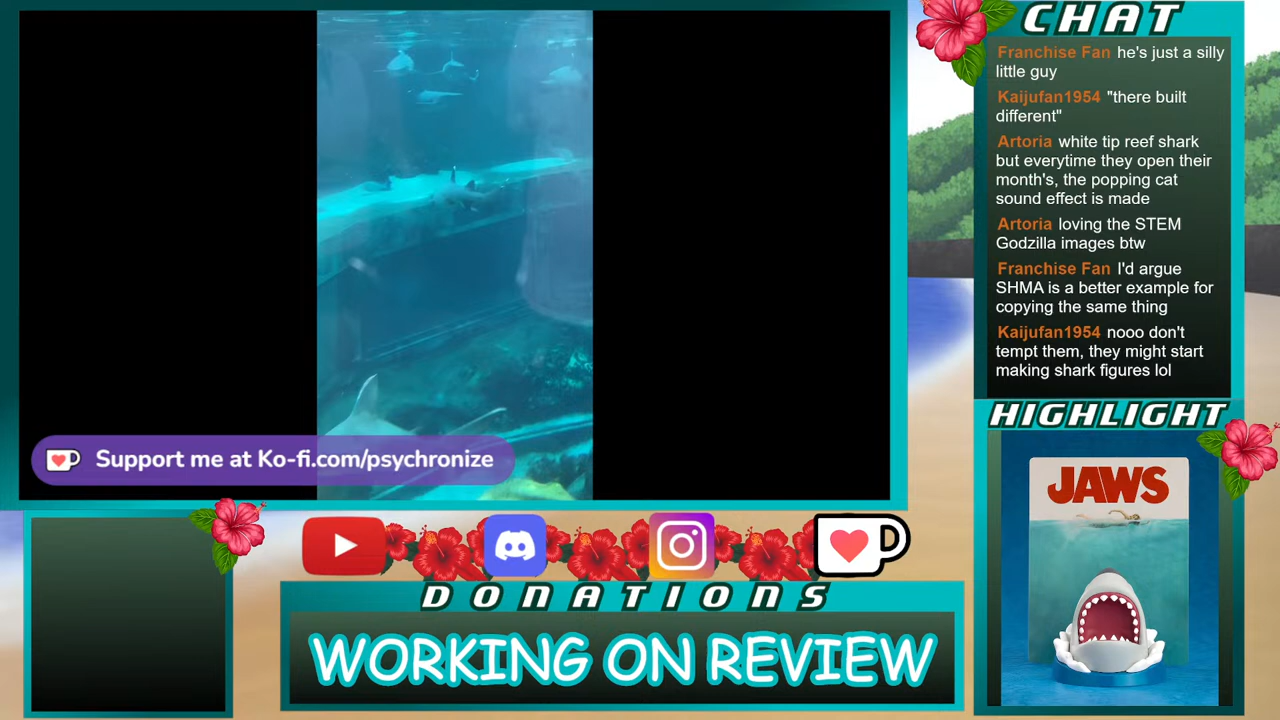 CHAT
Franchise Fan he's just a silly
little guy
Kaijufan1954 "there built
different"
Artoria white tip reef shark
but everytime they open their
month's, the popping cat
sound effect is made
Artoria loving the STEM
Godzilla images btw
Franchise Fan I'd argue
SHMA is a better example for
copying the same thing
Kaijufan1954 nooo don't
tempt them, they might start
making shark figures lol
Support me at Ko-fi.com/psychronize
HIGHLIGHT
JAWS
DONATIONS
WORKING ON REVIEW